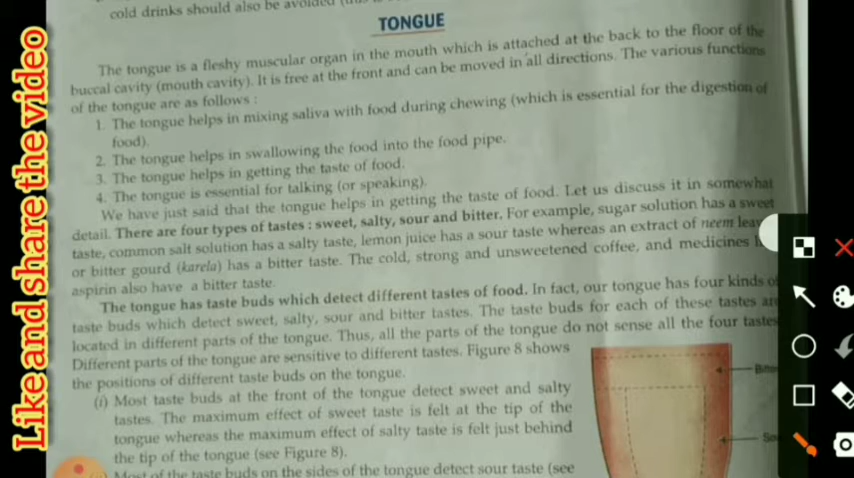 cold drinks should also be avoided
TONGUE
The tongue is a fleshy muscular organ in the mouth which is attached at the back to the floor of the
buccal cavity (mouth cavity). It is free at the front and can be moved in all directions. The various functions
of the tongue are as follows :
1. The tongue helps in mixing saliva with food during chewing (which is essential for the digestion of
food).
2. The tongue helps in swallowing the food into the food pipe.
3. The tongue helps in getting the taste of food.
4. The tongue is essential for talking (or speaking).
We have just said that the tongue helps in getting the taste of food. Let us discuss it in somewhat
detail. There are four types of tastes : sweet, salty, sour and bitter. For example, sugar solution has a sweet
taste, common salt solution has a salty taste, lemon juice has a sour taste whereas an extract of neem
or bitter gourd (karela) has a bitter taste. The cold, strong and unsweetened coffee, and medicines
aspirin also have a bitter taste.
The tongue has taste buds which detect different tastes of food. In fact, our tongue has four kinds of
taste buds which detect sweet, salty, sour and bitter tastes. The taste buds for each of these tastes are
located in different parts of the tongue. Thus, all the parts of the tongue do not sense all the four tastes
Different parts of the tongue are sensitive to different tastes. Figure 8 shows
the positions of different taste buds on the tongue.
(i) Most taste buds at the front of the tongue detect sweet and salty
tastes. The maximum effect of sweet taste is felt at the tip of the
tongue whereas the maximum effect of salty taste is felt just behind
the tip of the tongue (see Figure 8).
Most of the taste buds on the sides of the tongue detect sour taste (see
Like and share the video